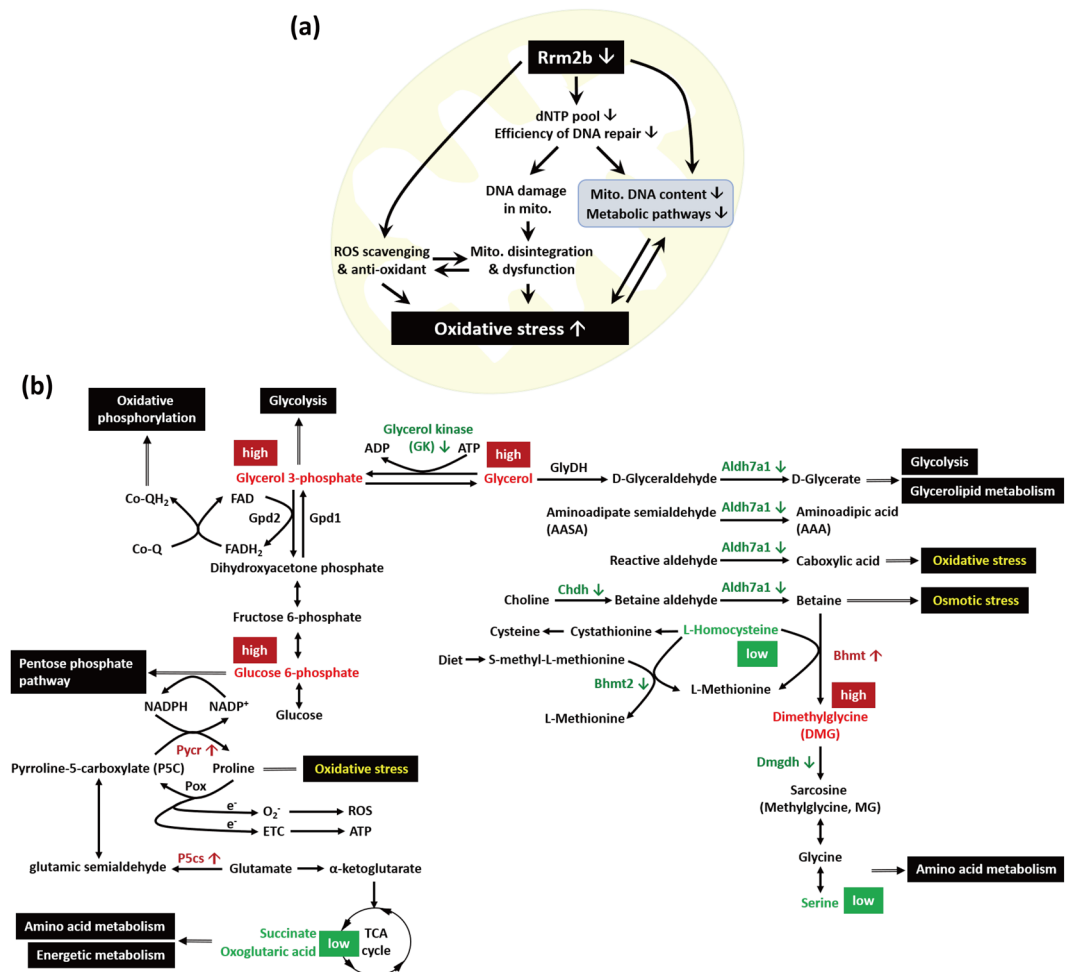 (a)
Rrm2b ↓
dNTP pool ↓
Efficiency of DNA repair ↓
DNA damage
in mito.
Mito. DNA content ↓
Metabolic pathways ↓
ROS scavenging
& anti-oxidant
Mito. disintegration
& dysfunction
Oxidative stress ↑
(b)
Oxidative
phosphorylation
Glycolysis
high
Glycerol 3-phosphate
ADP
Glycerol kinase
(GK) ↓
ATP
high
Glycerol
GlyDH
D-Glyceraldehyde
Aldh7a1 ↓
D-Glycerate
Glycolysis
Glycerolipid metabolism
Co-QH2
FAD
Gpd2
Gpd1
Co-Q
FADH2
Aminoadipate semialdehyde
(AASA)
Aldh7a1 ↓
Aminoadipic acid
(AAA)
Dihydroxyacetone phosphate
Reactive aldehyde
Aldh7a1 ↓
Caboxylic acid
Oxidative stress
Choline
Chdh ↓
Betaine aldehyde
Aldh7a1 ↓
Betaine
Osmotic stress
Fructose 6-phosphate
Cysteine
Cystathionine
L-Homocysteine
low
Bhmt ↑
Diet
S-methyl-L-methionine
Bhmt2 ↓
L-Methionine
L-Methionine
high
Dimethylglycine
(DMG)
Pentose phosphate
pathway
high
Glucose 6-phosphate
NADPH
NADP+
Glucose
Pycr ↑
Pyrroline-5-carboxylate (P5C)
Proline
Oxidative stress
Pox
e-
O2-
ROS
e-
ETC
ATP
Dmgdh ↓
Sarcosine
(Methylglycine, MG)
Glycine
Amino acid metabolism
Serine
low
glutamic semialdehyde
P5cs ↑
Glutamate
α-ketoglutarate
Amino acid metabolism
Energetic metabolism
Succinate
Oxoglutaric acid
low
TCA
cycle